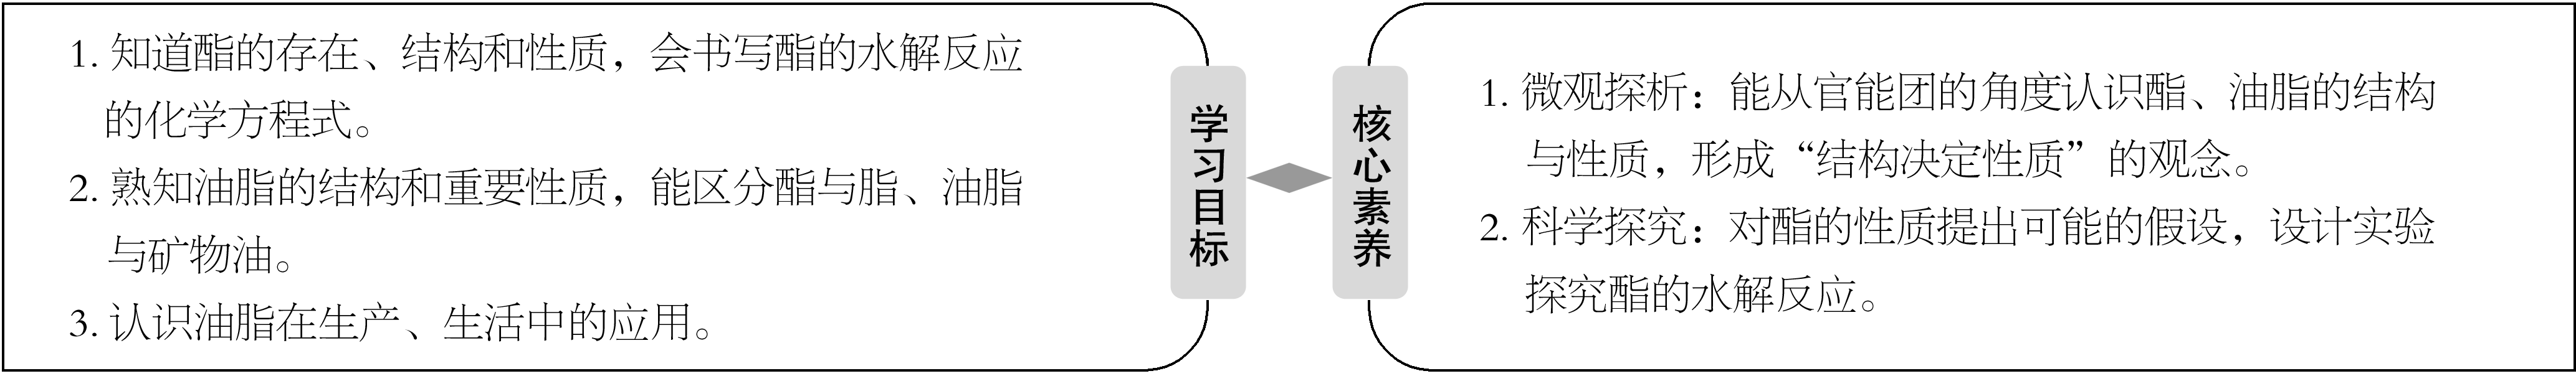 1. 知道酯的存在、结构和性质，会书写酯的水解反应
的化学方程式。
2. 熟知油脂的结构和重要性质，能区分酯与脂、油脂
与矿物油。
3. 认识油脂在生产、生活中的应用。
学习目标
核心素养
1. 微观探析：能从官能团的角度认识酯、油脂的结构
与性质，形成“结构决定性质”的观念。
2. 科学探究：对酯的性质提出可能的假设，设计实验
探究酯的水解反应。